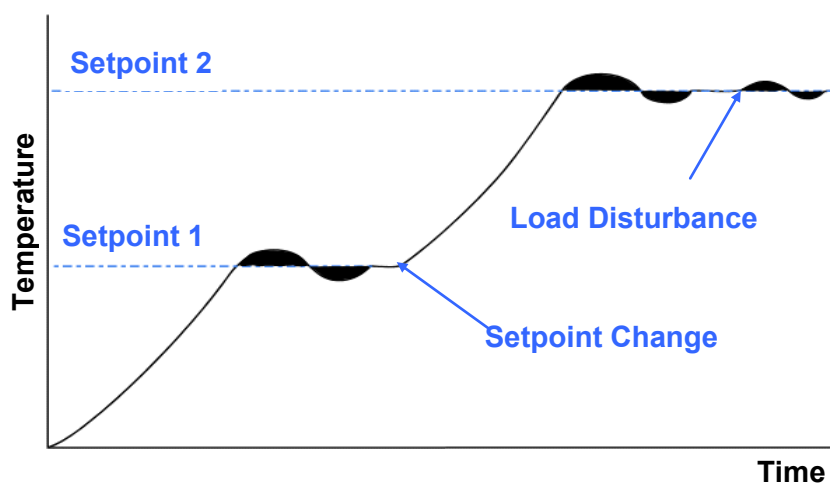 Setpoint 2
Temperature
Setpoint 1
Load Disturbance
Setpoint Change
Time